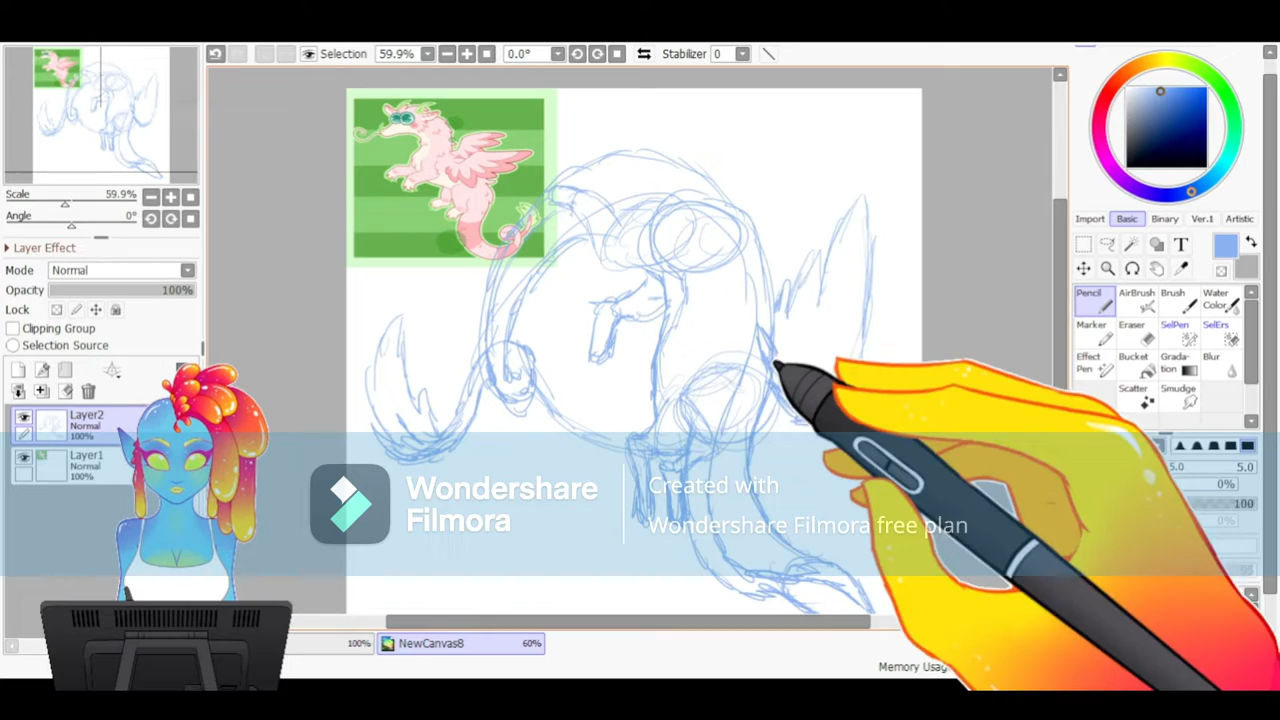 Selection 59.9% 0.0° Stabilizer 0
Scale 59.9%
Angle 0°
Layer Effect
Mode Normal
Opacity 100%
Lock
Clipping Group
Selection Source
Layer2
Normal
100%
Layer1
Normal
100%
Import Basic Binary Ver.1 Artistic
T
Pencil AirBrush Brush Water Color
Marker Eraser SelPen SelErs
Effect Pen Bucket Grada-tion Blur
Scatter Smudge
5.0 5.0
0%
100
0%
Wondershare
Filmora
Created with
Wondershare Filmora free plan
100% NewCanvas8 60%
Memory Usag